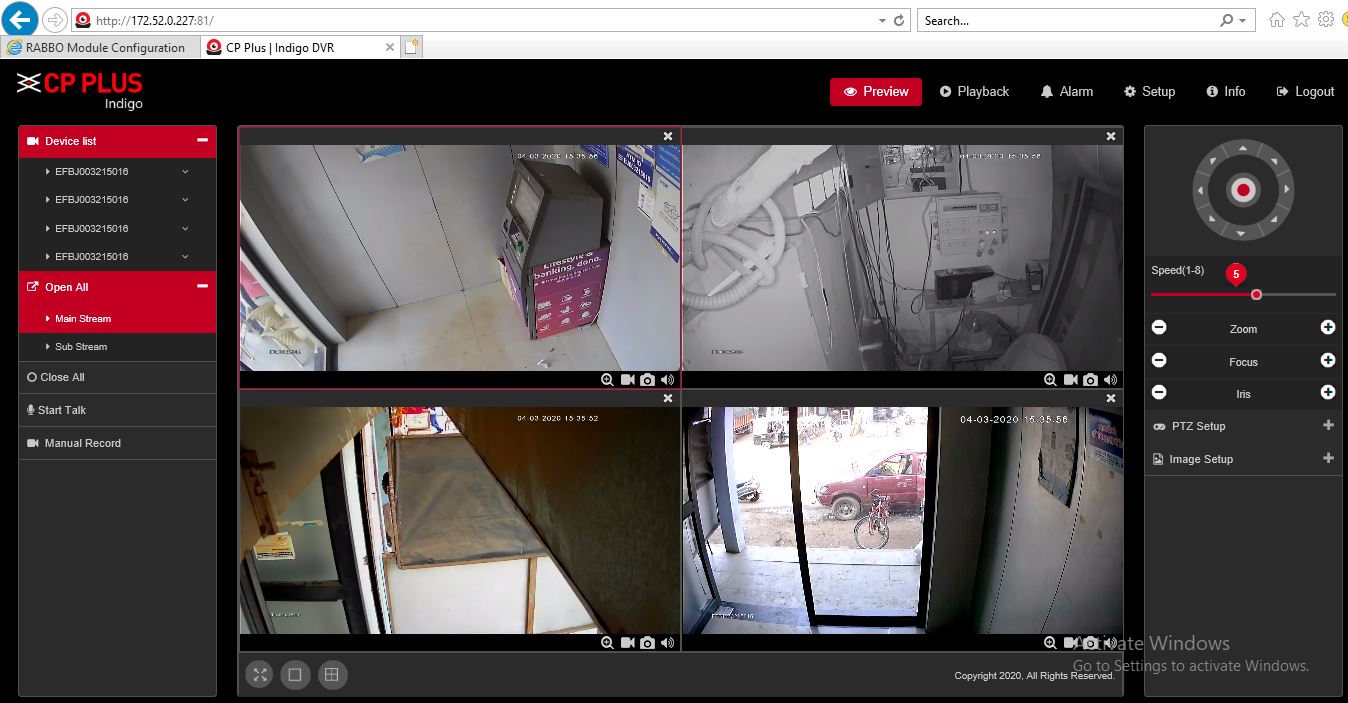 http://172.52.0.227:81/
Search...
RABBO Module Configuration
CP Plus | Indigo DVR
CP PLUS
Indigo
Preview
Playback
Alarm
Setup
Info
Logout
Device list
EFBJ003215016
EFBJ003215016
EFBJ003215016
EFBJ003215016
Open All
Main Stream
Sub Stream
Close All
Start Talk
Manual Record
04-03-2020 15:35:56
Lifestyle &
banking, dono.
04-03-2020 15:35:56
04-03-2020 15:35:52
04-03-2020 15:35:56
Speed(1-8)
5
Zoom
Focus
Iris
PTZ Setup
Image Setup
Activate Windows
Go to Settings to activate Windows.
Copyright 2020, All Rights Reserved.